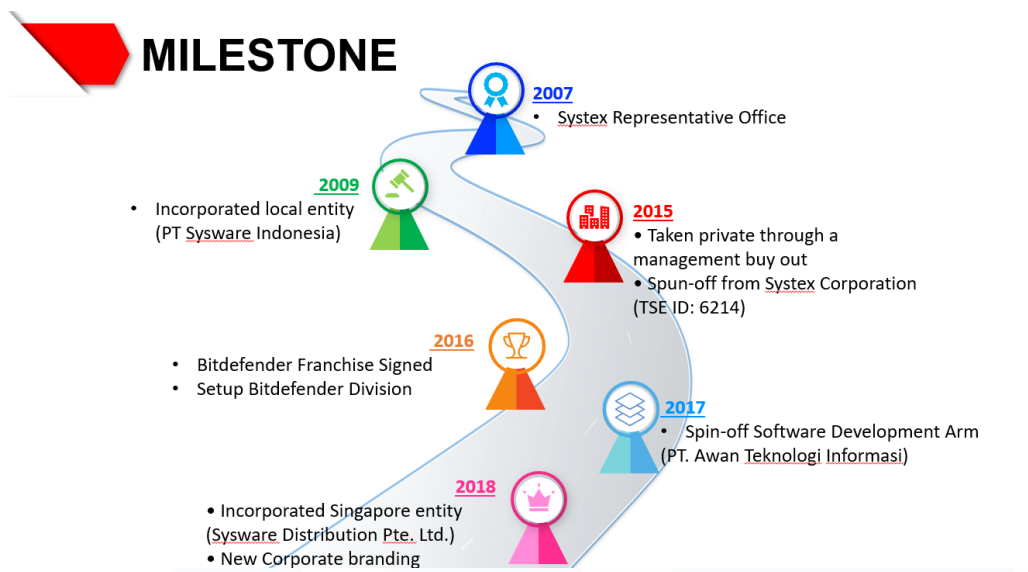 MILESTONE
2007
• Systex Representative Office
2009
• Incorporated local entity
(PT Sysware Indonesia)
2015
• Taken private through a
management buy out
• Spun-off from Systex Corporation
(TSE ID: 6214)
2016
• Bitdefender Franchise Signed
• Setup Bitdefender Division
2017
• Spin-off Software Development Arm
(PT. Awan Teknologi Informasi)
2018
• Incorporated Singapore entity
(Sysware Distribution Pte. Ltd.)
• New Corporate branding